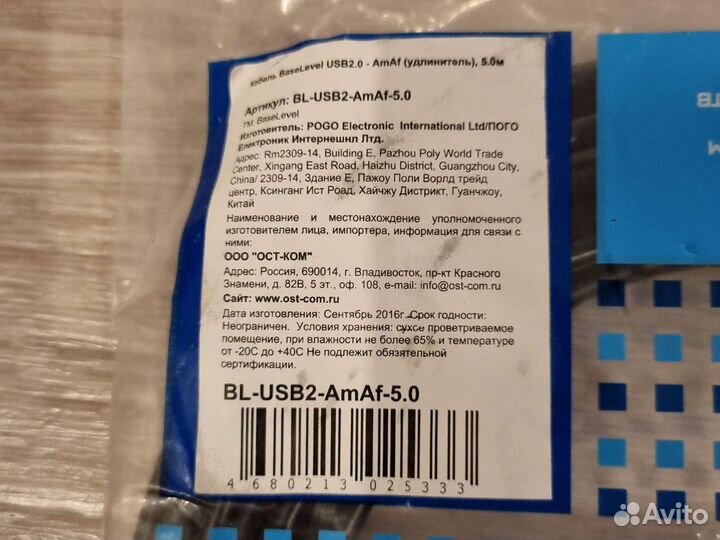 Кабель BaseLevel USB2.0 - AmAf (удлинитель), 5.0м
Артикул: BL-USB2-AmAf-5.0
TM: BaseLevel
Изготовитель: POGO Electronic International Ltd/ПОГО
Електроник Интернешнл Лтд.
Адрес: Rm2309-14, Building E, Pazhou Poly World Trade
Center, Xingang East Road, Haizhu District, Guangzhou City,
China/ 2309-14, Здание Е, Пажоу Поли Ворлд трейд
центр, Ксинганг Ист Роад, Хайчжу Дистрикт, Гуанчжоу,
Китай
Наименование и местонахождение уполномоченного
изготовителем лица, импортера, информация для связи с
ними:
ООО "ОСТ-КОМ"
Адрес: Россия, 690014, г. Владивосток, пр-кт Красного
Знамени, д. 82В, 5 эт., оф. 108, e-mail: info@ost-com.ru
Сайт: www.ost-com.ru
Дата изготовления: Сентябрь 2016г. Срок годности:
Неограничен. Условия хранения: сухое проветриваемое
помещение, при влажности не более 65% и температуре
от -20С до +40С Не подлежит обязятельной
сертификации.
BL-USB2-AmAf-5.0
4 680213 025333
Avito